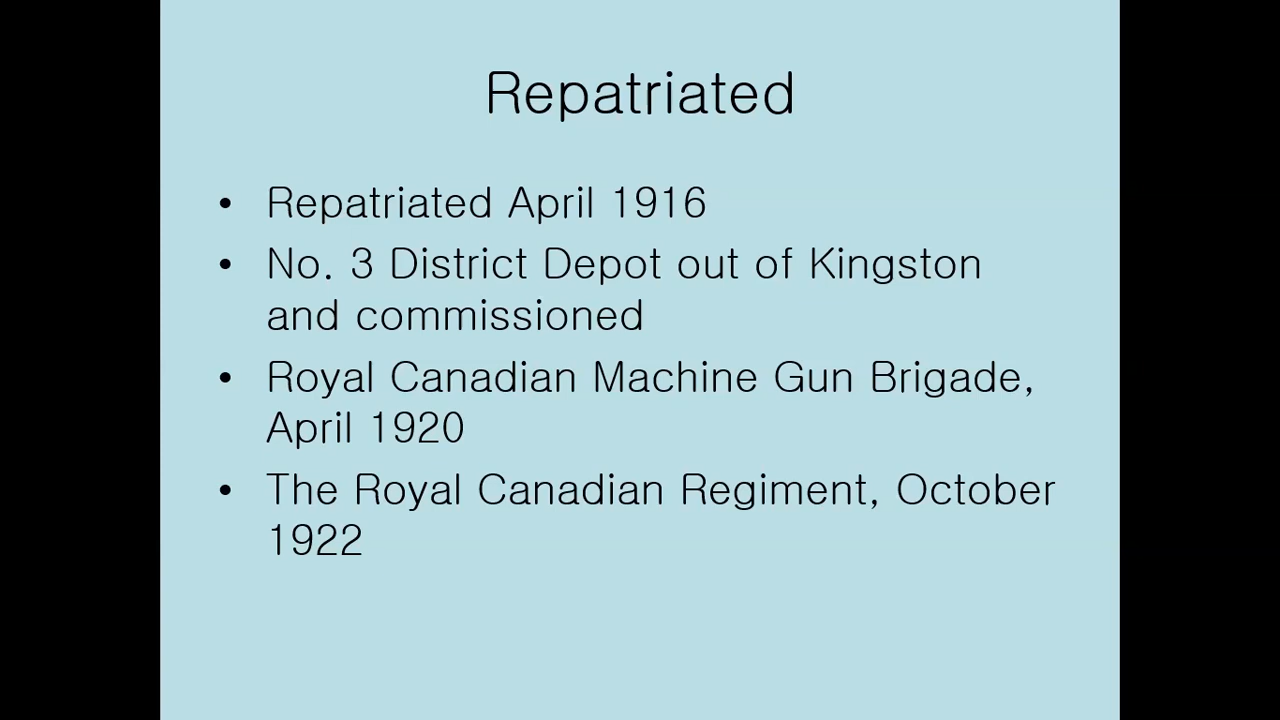 Repatriated
• Repatriated April 1916
• No. 3 District Depot out of Kingston
and commissioned
• Royal Canadian Machine Gun Brigade,
April 1920
• The Royal Canadian Regiment, October
1922